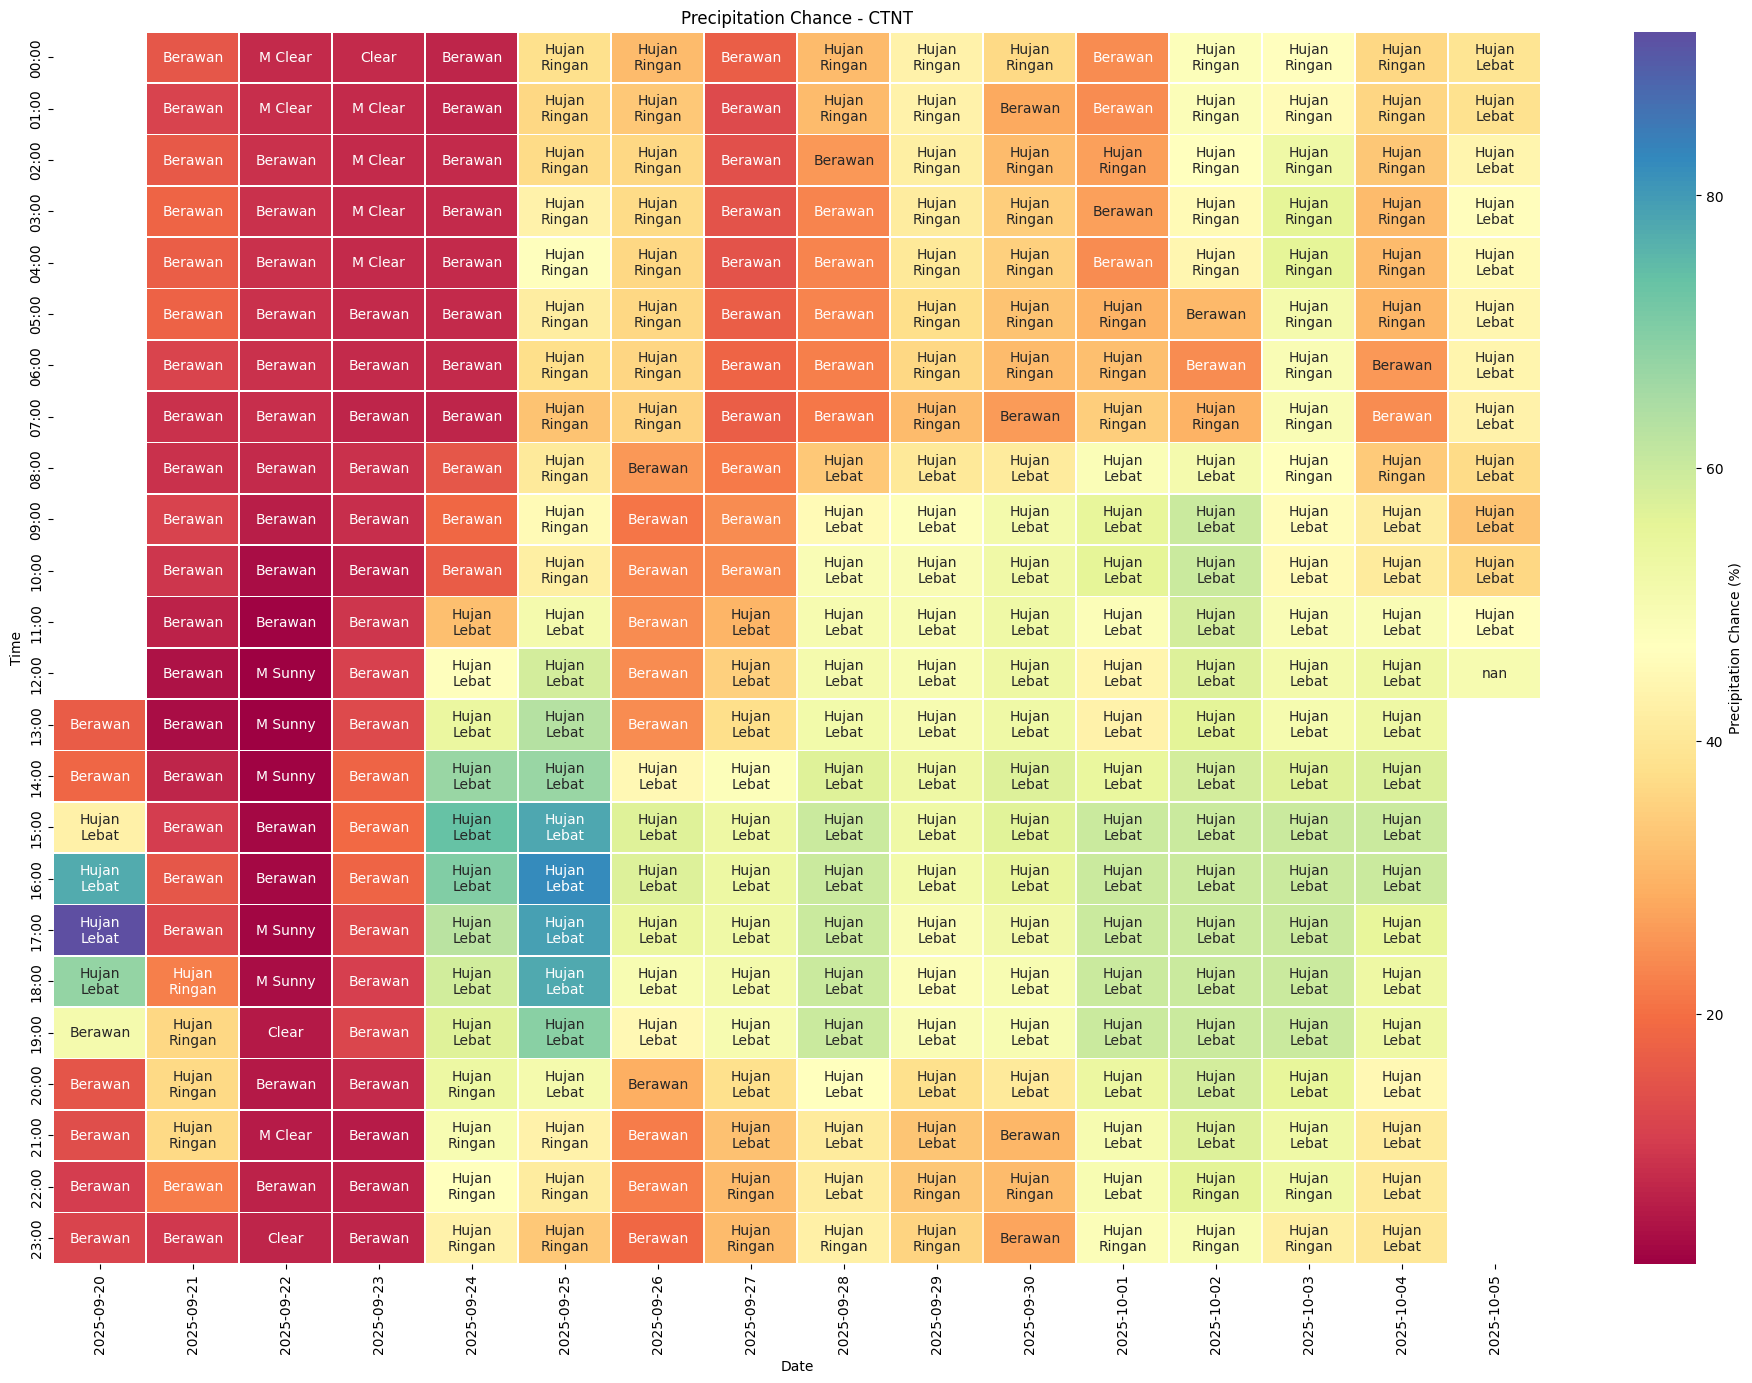 Precipitation Chance - CTNT
Time
00:00 Berawan M Clear Clear Berawan Hujan Ringan Hujan Ringan Berawan Hujan Ringan Hujan Ringan Hujan Ringan Berawan Hujan Ringan Hujan Ringan Hujan Ringan Hujan Lebat
01:00 Berawan M Clear M Clear Berawan Hujan Ringan Hujan Ringan Berawan Hujan Ringan Hujan Ringan Berawan Berawan Hujan Ringan Hujan Ringan Hujan Ringan Hujan Lebat
02:00 Berawan Berawan M Clear Berawan Hujan Ringan Hujan Ringan Berawan Berawan Hujan Ringan Hujan Ringan Hujan Ringan Hujan Ringan Hujan Ringan Hujan Ringan Hujan Lebat
03:00 Berawan Berawan M Clear Berawan Hujan Ringan Hujan Ringan Berawan Berawan Hujan Ringan Hujan Ringan Berawan Hujan Ringan Hujan Ringan Hujan Ringan Hujan Lebat
04:00 Berawan Berawan M Clear Berawan Hujan Ringan Hujan Ringan Berawan Berawan Hujan Ringan Hujan Ringan Berawan Hujan Ringan Hujan Ringan Hujan Ringan Hujan Lebat
05:00 Berawan Berawan Berawan Berawan Hujan Ringan Hujan Ringan Berawan Berawan Hujan Ringan Hujan Ringan Hujan Ringan Berawan Hujan Ringan Hujan Ringan Hujan Lebat
06:00 Berawan Berawan Berawan Berawan Hujan Ringan Hujan Ringan Berawan Berawan Hujan Ringan Hujan Ringan Hujan Ringan Berawan Hujan Ringan Berawan Hujan Lebat
07:00 Berawan Berawan Berawan Berawan Hujan Ringan Hujan Ringan Berawan Berawan Hujan Ringan Berawan Hujan Ringan Hujan Ringan Hujan Ringan Berawan Hujan Lebat
08:00 Berawan Berawan Berawan Berawan Hujan Ringan Berawan Berawan Hujan Lebat Hujan Lebat Hujan Lebat Hujan Lebat Hujan Lebat Hujan Ringan Hujan Ringan Hujan Lebat
09:00 Berawan Berawan Berawan Berawan Hujan Ringan Berawan Berawan Hujan Lebat Hujan Lebat Hujan Lebat Hujan Lebat Hujan Lebat Hujan Lebat Hujan Lebat Hujan Lebat
10:00 Berawan Berawan Berawan Berawan Hujan Ringan Berawan Berawan Hujan Lebat Hujan Lebat Hujan Lebat Hujan Lebat Hujan Lebat Hujan Lebat Hujan Lebat Hujan Lebat
11:00 Berawan Berawan Berawan Hujan Lebat Hujan Lebat Berawan Hujan Lebat Hujan Lebat Hujan Lebat Hujan Lebat Hujan Lebat Hujan Lebat Hujan Lebat Hujan Lebat Hujan Lebat
12:00 Berawan M Sunny Berawan Hujan Lebat Hujan Lebat Berawan Hujan Lebat Hujan Lebat Hujan Lebat Hujan Lebat Hujan Lebat Hujan Lebat Hujan Lebat Hujan Lebat nan
13:00 Berawan Berawan M Sunny Berawan Hujan Lebat Hujan Lebat Berawan Hujan Lebat Hujan Lebat Hujan Lebat Hujan Lebat Hujan Lebat Hujan Lebat Hujan Lebat Hujan Lebat
14:00 Berawan Berawan M Sunny Berawan Hujan Lebat Hujan Lebat Hujan Lebat Hujan Lebat Hujan Lebat Hujan Lebat Hujan Lebat Hujan Lebat Hujan Lebat Hujan Lebat Hujan Lebat
15:00 Hujan Lebat Berawan Berawan Berawan Hujan Lebat Hujan Lebat Hujan Lebat Hujan Lebat Hujan Lebat Hujan Lebat Hujan Lebat Hujan Lebat Hujan Lebat Hujan Lebat Hujan Lebat
16:00 Hujan Lebat Berawan Berawan Berawan Hujan Lebat Hujan Lebat Hujan Lebat Hujan Lebat Hujan Lebat Hujan Lebat Hujan Lebat Hujan Lebat Hujan Lebat Hujan Lebat Hujan Lebat
17:00 Hujan Lebat Berawan M Sunny Berawan Hujan Lebat Hujan Lebat Hujan Lebat Hujan Lebat Hujan Lebat Hujan Lebat Hujan Lebat Hujan Lebat Hujan Lebat Hujan Lebat Hujan Lebat
18:00 Hujan Lebat Hujan Ringan M Sunny Berawan Hujan Lebat Hujan Lebat Hujan Lebat Hujan Lebat Hujan Lebat Hujan Lebat Hujan Lebat Hujan Lebat Hujan Lebat Hujan Lebat Hujan Lebat
19:00 Berawan Hujan Ringan Clear Berawan Hujan Lebat Hujan Lebat Hujan Lebat Hujan Lebat Hujan Lebat Hujan Lebat Hujan Lebat Hujan Lebat Hujan Lebat Hujan Lebat Hujan Lebat
20:00 Berawan Hujan Ringan Berawan Berawan Hujan Ringan Hujan Lebat Berawan Hujan Lebat Hujan Lebat Hujan Lebat Hujan Lebat Hujan Lebat Hujan Lebat Hujan Lebat Hujan Lebat
21:00 Berawan Hujan Ringan M Clear Berawan Hujan Ringan Hujan Ringan Berawan Hujan Lebat Hujan Lebat Hujan Lebat Berawan Hujan Lebat Hujan Lebat Hujan Lebat Hujan Lebat
22:00 Berawan Berawan Berawan Berawan Hujan Ringan Hujan Ringan Berawan Hujan Ringan Hujan Lebat Hujan Ringan Hujan Ringan Hujan Lebat Hujan Ringan Hujan Ringan Hujan Lebat
23:00 Berawan Berawan Clear Berawan Hujan Ringan Hujan Ringan Berawan Hujan Ringan Hujan Ringan Hujan Ringan Berawan Hujan Ringan Hujan Ringan Hujan Ringan Hujan Lebat
2025-09-20 2025-09-21 2025-09-22 2025-09-23 2025-09-24 2025-09-25 2025-09-26 2025-09-27 2025-09-28 2025-09-29 2025-09-30 2025-10-01 2025-10-02 2025-10-03 2025-10-04 2025-10-05
Date
80
60
40
20
Precipitation Chance (%)